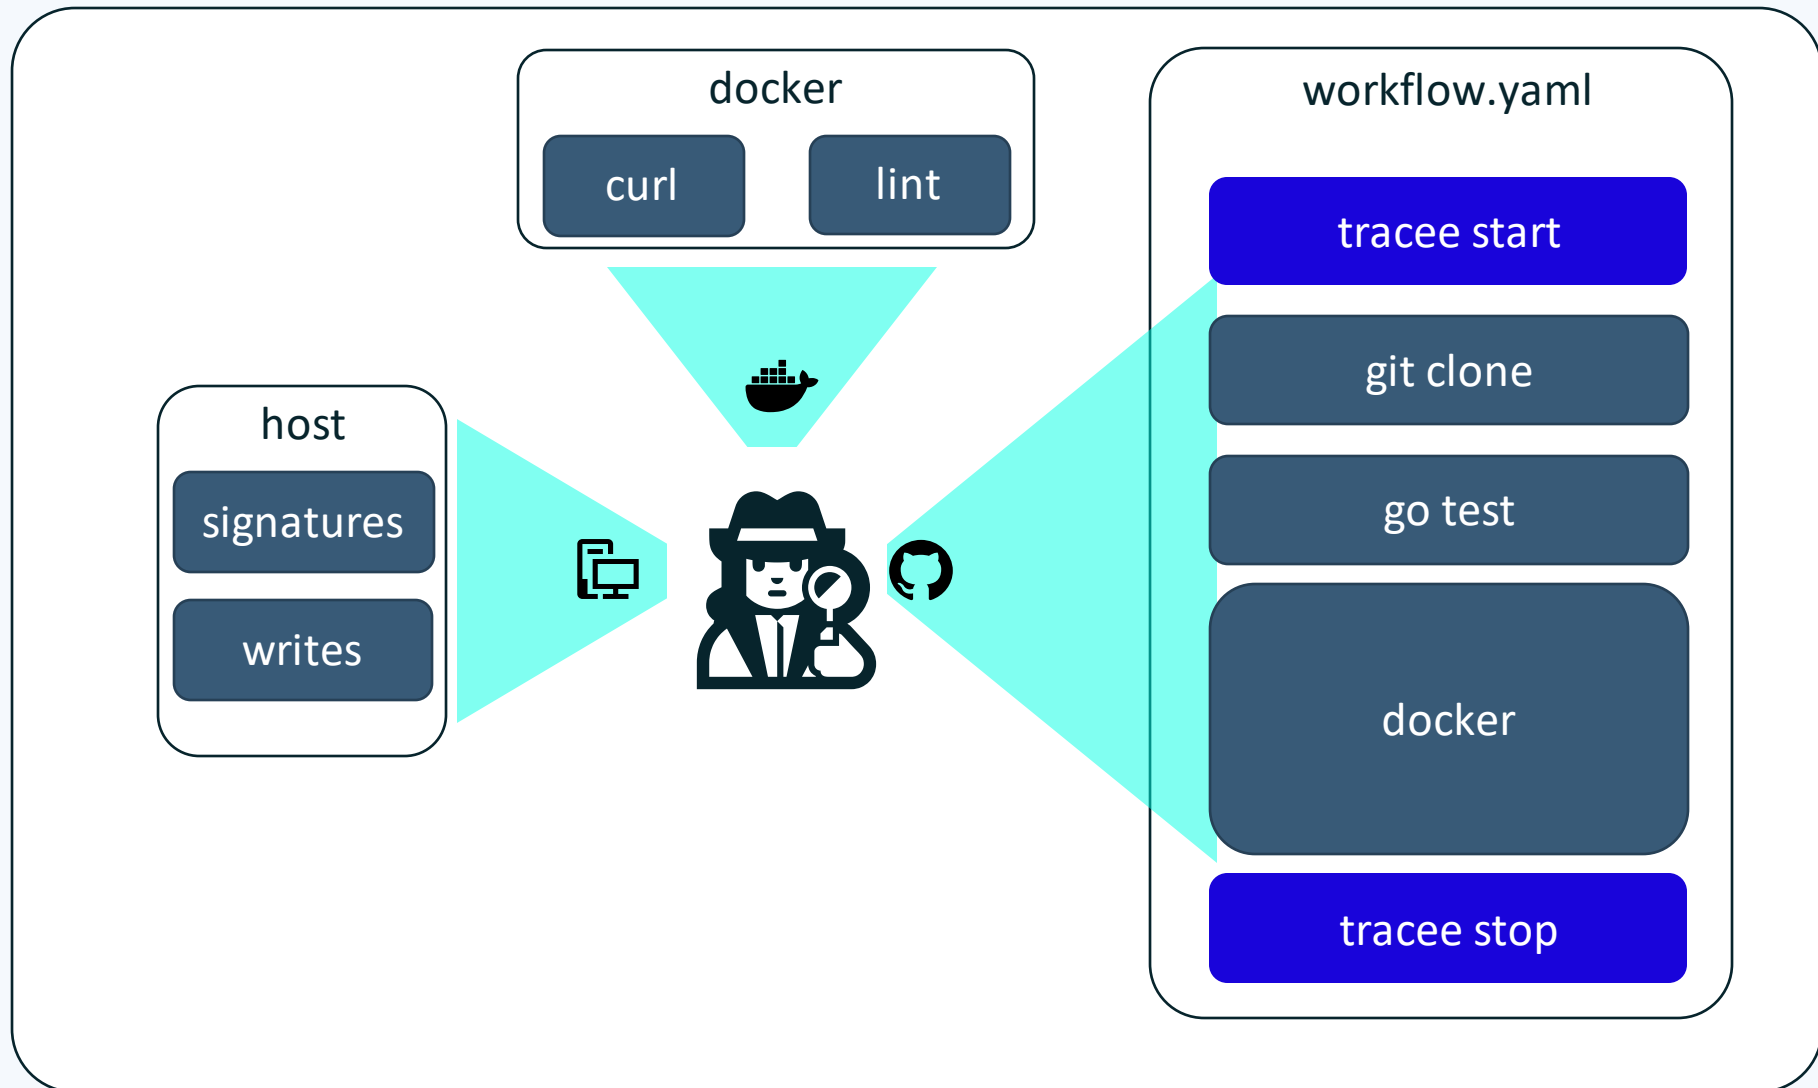 docker
curl
lint
host
signatures
writes
workflow.yaml
tracee start
git clone
go test
docker
tracee stop